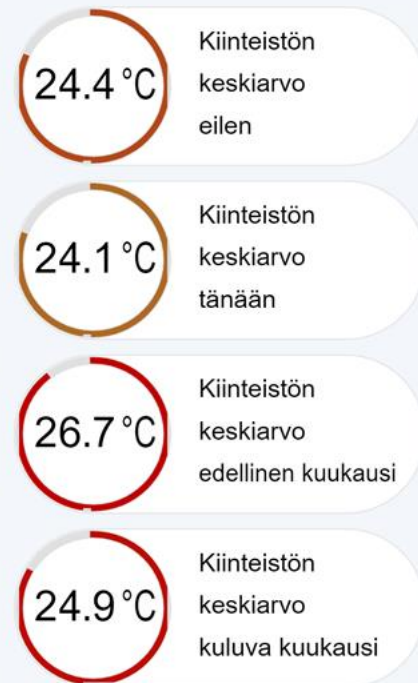 24.4 °C
Kiinteistön
keskiarvo
eilen
24.1 °C
Kiinteistön
keskiarvo
tänään
26.7 °C
Kiinteistön
keskiarvo
edellinen kuukausi
24.9 °C
Kiinteistön
keskiarvo
kuluva kuukausi